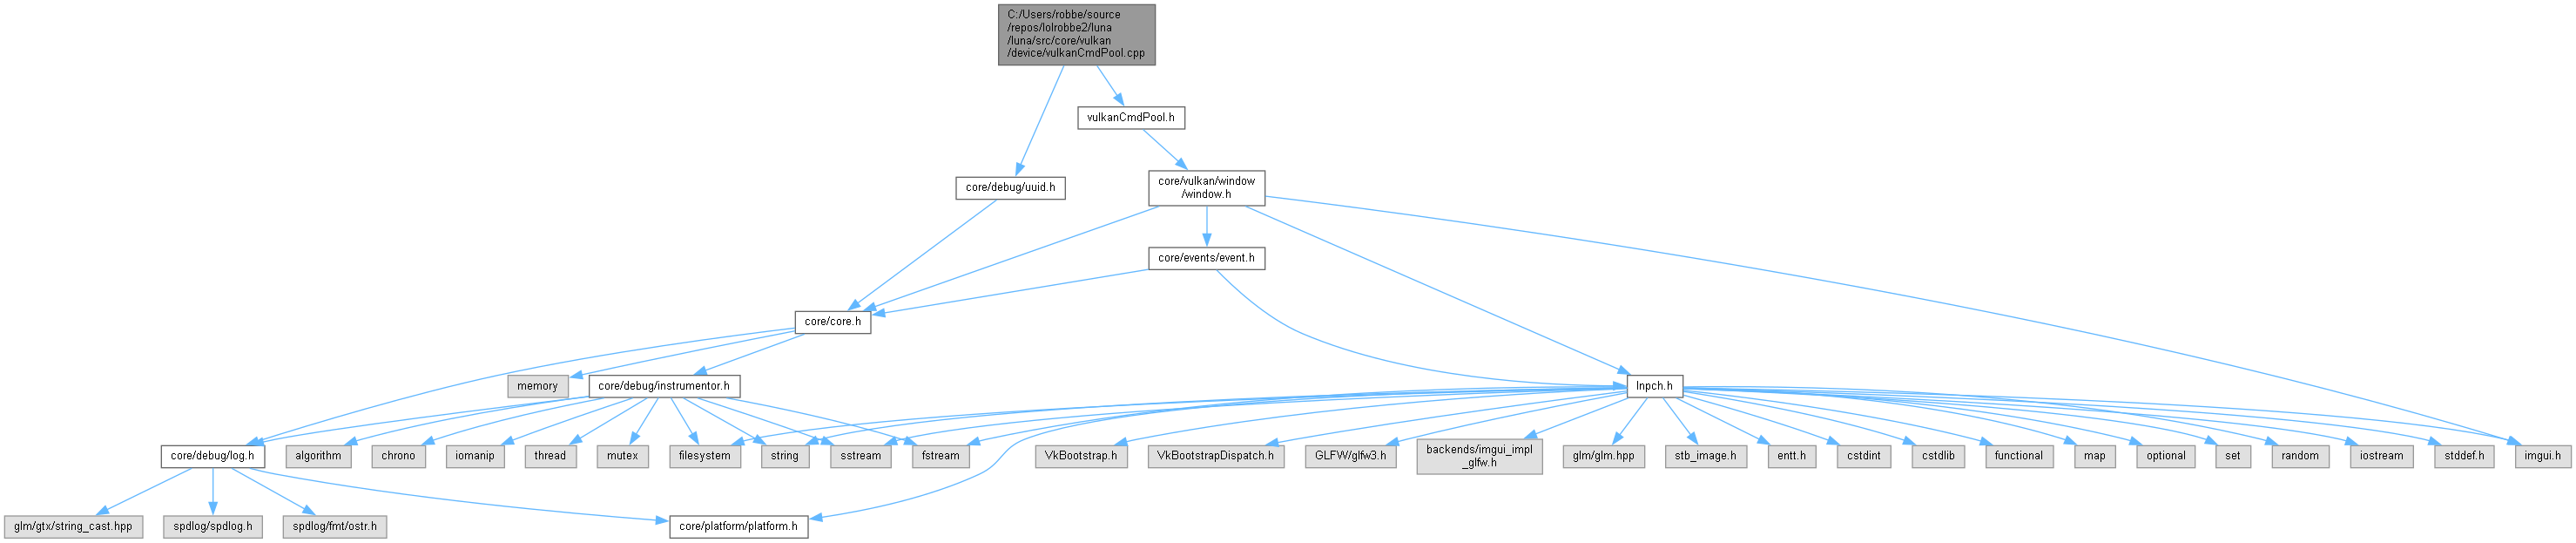 C:/Users/robbe/source
/repos/lolrobbe2/luna
/luna/src/core/vulkan
/device/vulkanCmdPool.cpp
vulkanCmdPool.h
core/debug/uuid.h
core/vulkan/window
/window.h
core/events/event.h
core/core.h
memory
core/debug/instrumentor.h
lnpch.h
core/debug/log.h
algorithm
chrono
iomanip
thread
mutex
filesystem
string
sstream
fstream
VkBootstrap.h
VkBootstrapDispatch.h
GLFW/glfw3.h
backends/imgui_impl
_glfw.h
glm/glm.hpp
stb_image.h
entt.h
cstdint
cstdlib
functional
map
optional
set
random
iostream
stddef.h
imgui.h
glm/gtx/string_cast.hpp
spdlog/spdlog.h
spdlog/fmt/ostr.h
core/platform/platform.h